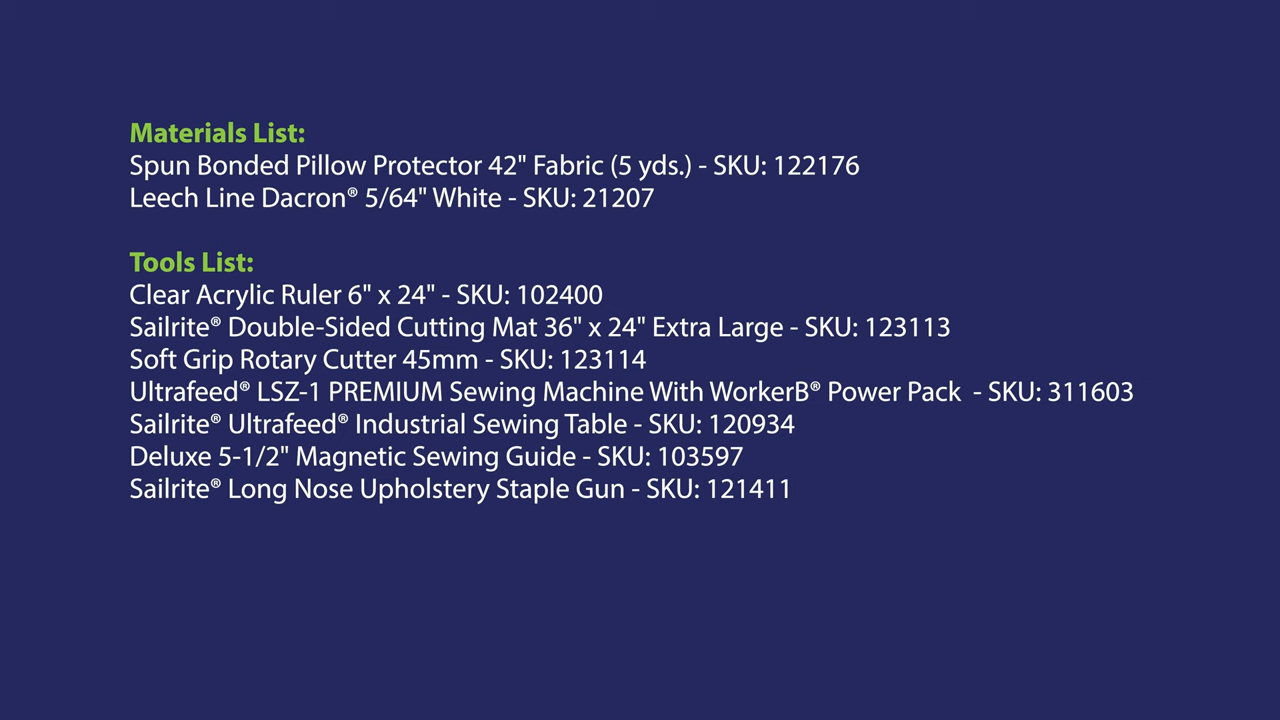 Materials List:
Spun Bonded Pillow Protector 42" Fabric (5 yds.) - SKU: 122176
Leech Line Dacron® 5/64" White - SKU: 21207
Tools List:
Clear Acrylic Ruler 6" x 24" - SKU: 102400
Sailrite® Double-Sided Cutting Mat 36" x 24" Extra Large - SKU: 123113
Soft Grip Rotary Cutter 45mm - SKU: 123114
Ultrafeed® LSZ-1 PREMIUM Sewing Machine With WorkerB® Power Pack  - SKU: 311603
Sailrite® Ultrafeed® Industrial Sewing Table - SKU: 120934
Deluxe 5-1/2" Magnetic Sewing Guide - SKU: 103597
Sailrite® Long Nose Upholstery Staple Gun - SKU: 121411